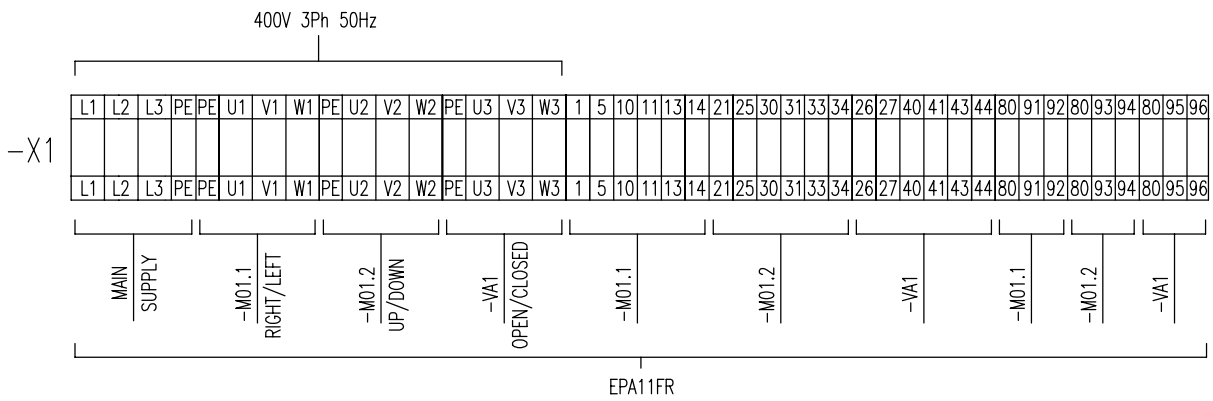 400V 3Ph 50Hz
L1 L2 L3 PE PE U1 V1 W1 PE U2 V2 W2 PE U3 V3 W3 1 5 10 11 13 14 21 25 30 31 33 34 26 27 40 41 43 44 80 91 92 80 93 94 80 95 96
-X1
L1 L2 L3 PE PE U1 V1 W1 PE U2 V2 W2 PE U3 V3 W3 1 5 10 11 13 14 21 25 30 31 33 34 26 27 40 41 43 44 80 91 92 80 93 94 80 95 96
MAIN
SUPPLY
-M01.1
RIGHT/LEFT
-M01.2
UP/DOWN
-VA1
OPEN/CLOSED
-M01.1
-M01.2
-VA1
-M01.1
-M01.2
-VA1
EPA11FR